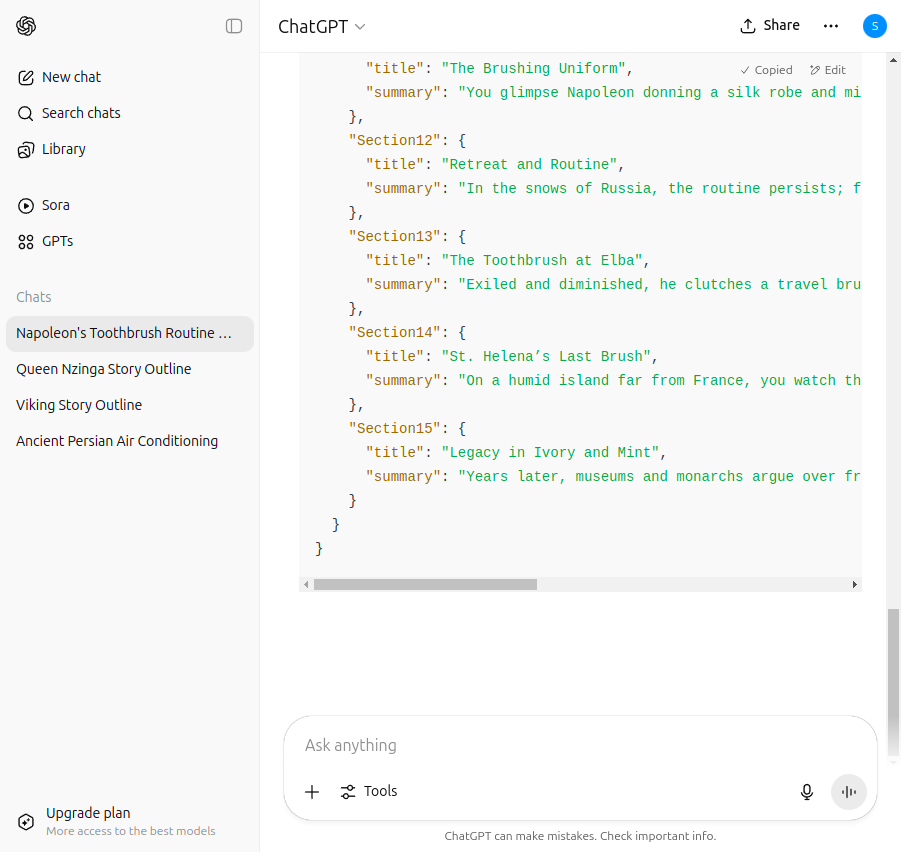 ChatGPT
Share
S
New chat
Search chats
Library
Sora
GPTs
Chats
Napoleon's Toothbrush Routine ...
Queen Nzinga Story Outline
Viking Story Outline
Ancient Persian Air Conditioning
Upgrade plan
More access to the best models
Copied
Edit
"title": "The Brushing Uniform",
"summary": "You glimpse Napoleon donning a silk robe and mi
},
"Section12": {
"title": "Retreat and Routine",
"summary": "In the snows of Russia, the routine persists; f
},
"Section13": {
"title": "The Toothbrush at Elba",
"summary": "Exiled and diminished, he clutches a travel bru
},
"Section14": {
"title": "St. Helena’s Last Brush",
"summary": "On a humid island far from France, you watch th
},
"Section15": {
"title": "Legacy in Ivory and Mint",
"summary": "Years later, museums and monarchs argue over fr
}
}
}
Ask anything
Tools
ChatGPT can make mistakes. Check important info.